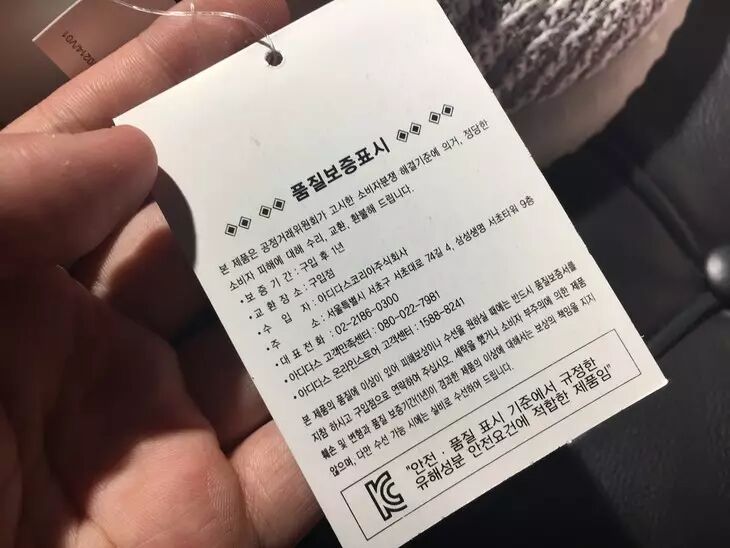 0214/V01
품질보증표시
본 제품은 공정거래위원회가 고시한 소비자분쟁 해결기준에 의거, 정당한
소비자 피해에 대해 수리, 교환, 환불해 드립니다.
• 보 증 기 간 : 구입 후 1년
• 교 환 장 소 : 구입점
• 수 입 자 : 아디다스코리아주식회사
• 주 소 : 서울특별시 서초구 서초대로 74길 4, 삼성생명 서초타워 9층
• 대 표 전 화 : 02-2186-0300
• 아디다스 고객만족센터 : 080-022-7981
• 아디다스 온라인스토어 고객센터 : 1588-8241
본 제품의 품질에 이상이 있어 피해보상이나 수선을 원하실 때에는 반드시 품질보증서를
지참 하시고 구입점으로 연락하여 주십시오. 세탁을 했거나 소비자 부주의에 의한 제품
훼손 및 변형과 품질 보증기간(1년)이 경과한 제품의 이상에 대해서는 보상의 책임을 지지
않으며, 다만 수선 가능 시에는 실비로 수선하여 드립니다.
"안전 · 품질 표시 기준에서 규정한
유해성분 안전요건에 적합한 제품임"